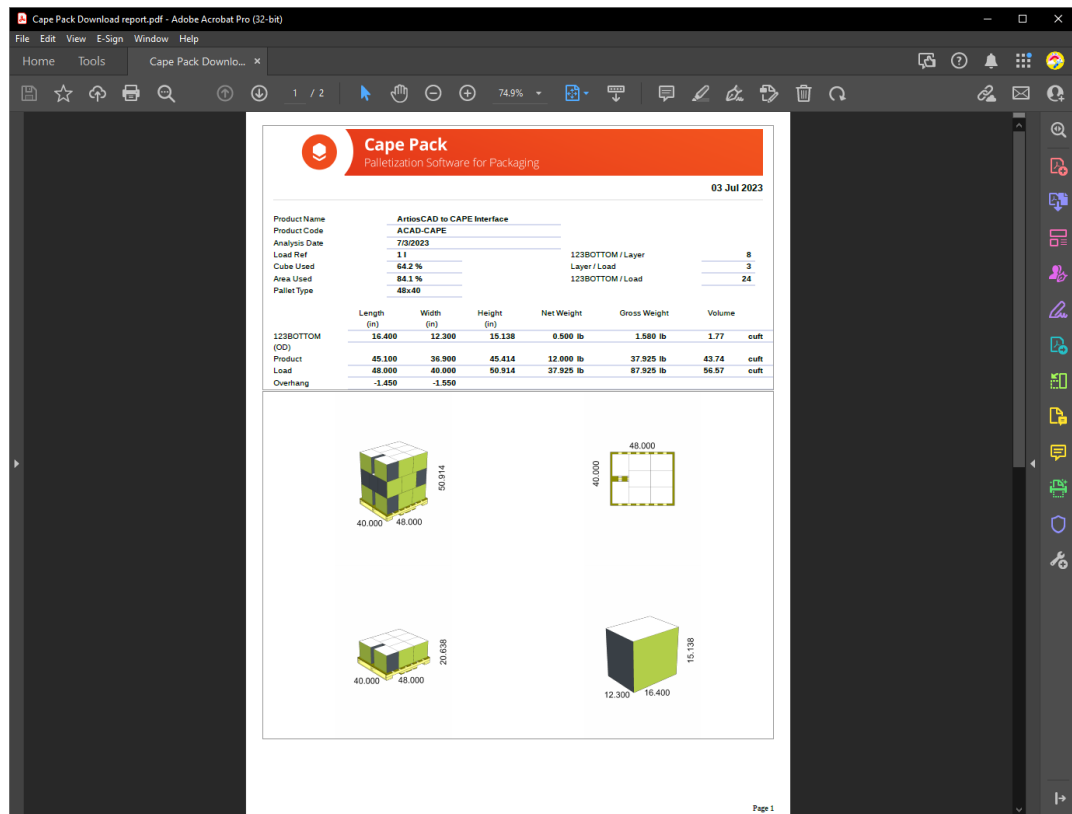 Cape Pack Download report.pdf - Adobe Acrobat Pro (32-bit)
File Edit View E-Sign Window Help
Home Tools Cape Pack Downlo... ×
1 / 2 74.9%
Cape Pack
Palletization Software for Packaging
03 Jul 2023
Product Name ArtiosCAD to CAPE Interface
Product Code ACAD-CAPE
Analysis Date 7/3/2023
Load Ref 1 I 123BOTTOM / Layer 8
Cube Used 64.2 % Layer / Load 3
Area Used 84.1 % 123BOTTOM / Load 24
Pallet Type 48x40
Length Width Height Net Weight Gross Weight Volume
(in) (in) (in)
123BOTTOM 16.400 12.300 15.138 0.500 lb 1.580 lb 1.77 cuft
(OD)
Product 45.100 36.900 45.414 12.000 lb 37.925 lb 43.74 cuft
Load 48.000 40.000 50.914 37.925 lb 87.925 lb 56.57 cuft
Overhang -1.450 -1.550
50.914
40.000 48.000
48.000
40.000
20.638
40.000 48.000
15.138
12.300 16.400
Page 1